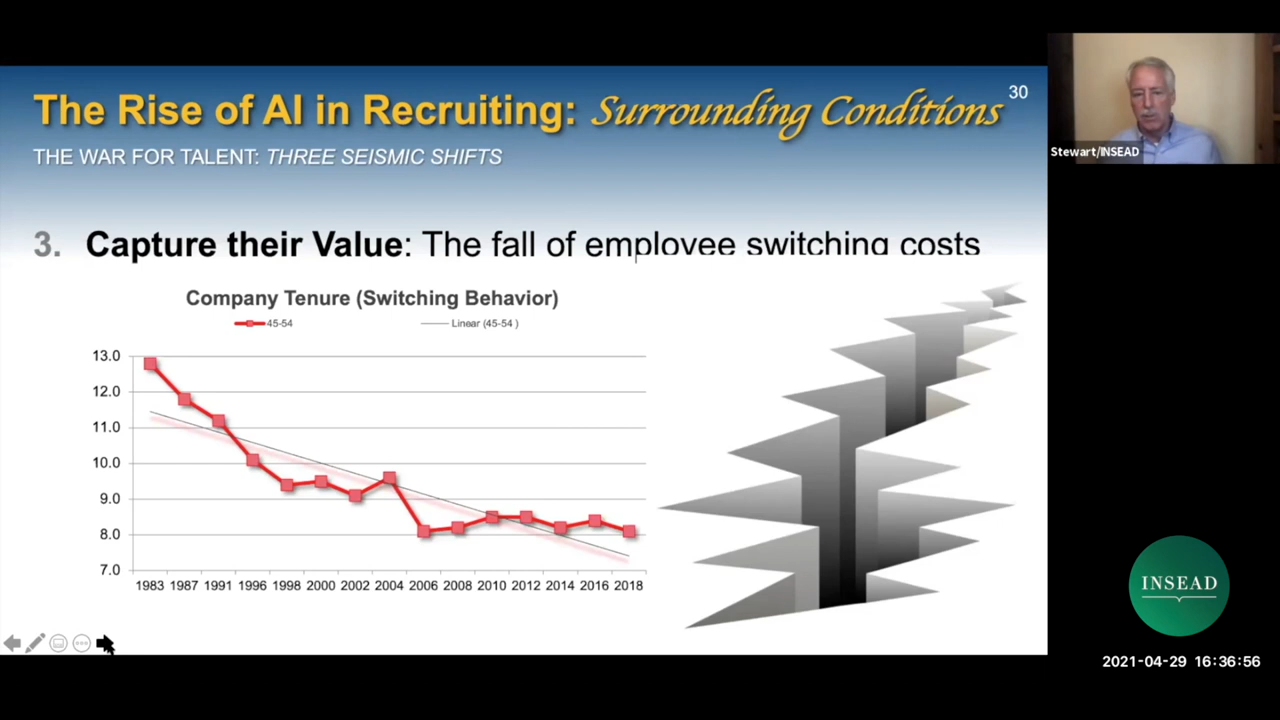 The Rise of AI in Recruiting: Surrounding Conditions
30
THE WAR FOR TALENT: THREE SEISMIC SHIFTS
Stewart/INSEAD
3. Capture their Value: The fall of employee switching costs
Company Tenure (Switching Behavior)
45-54 Linear (45-54 )
13.0
12.0
11.0
10.0
9.0
8.0
7.0
1983 1987 1991 1996 1998 2000 2002 2004 2006 2008 2010 2012 2014 2016 2018
INSEAD
2021-04-29 16:36:56